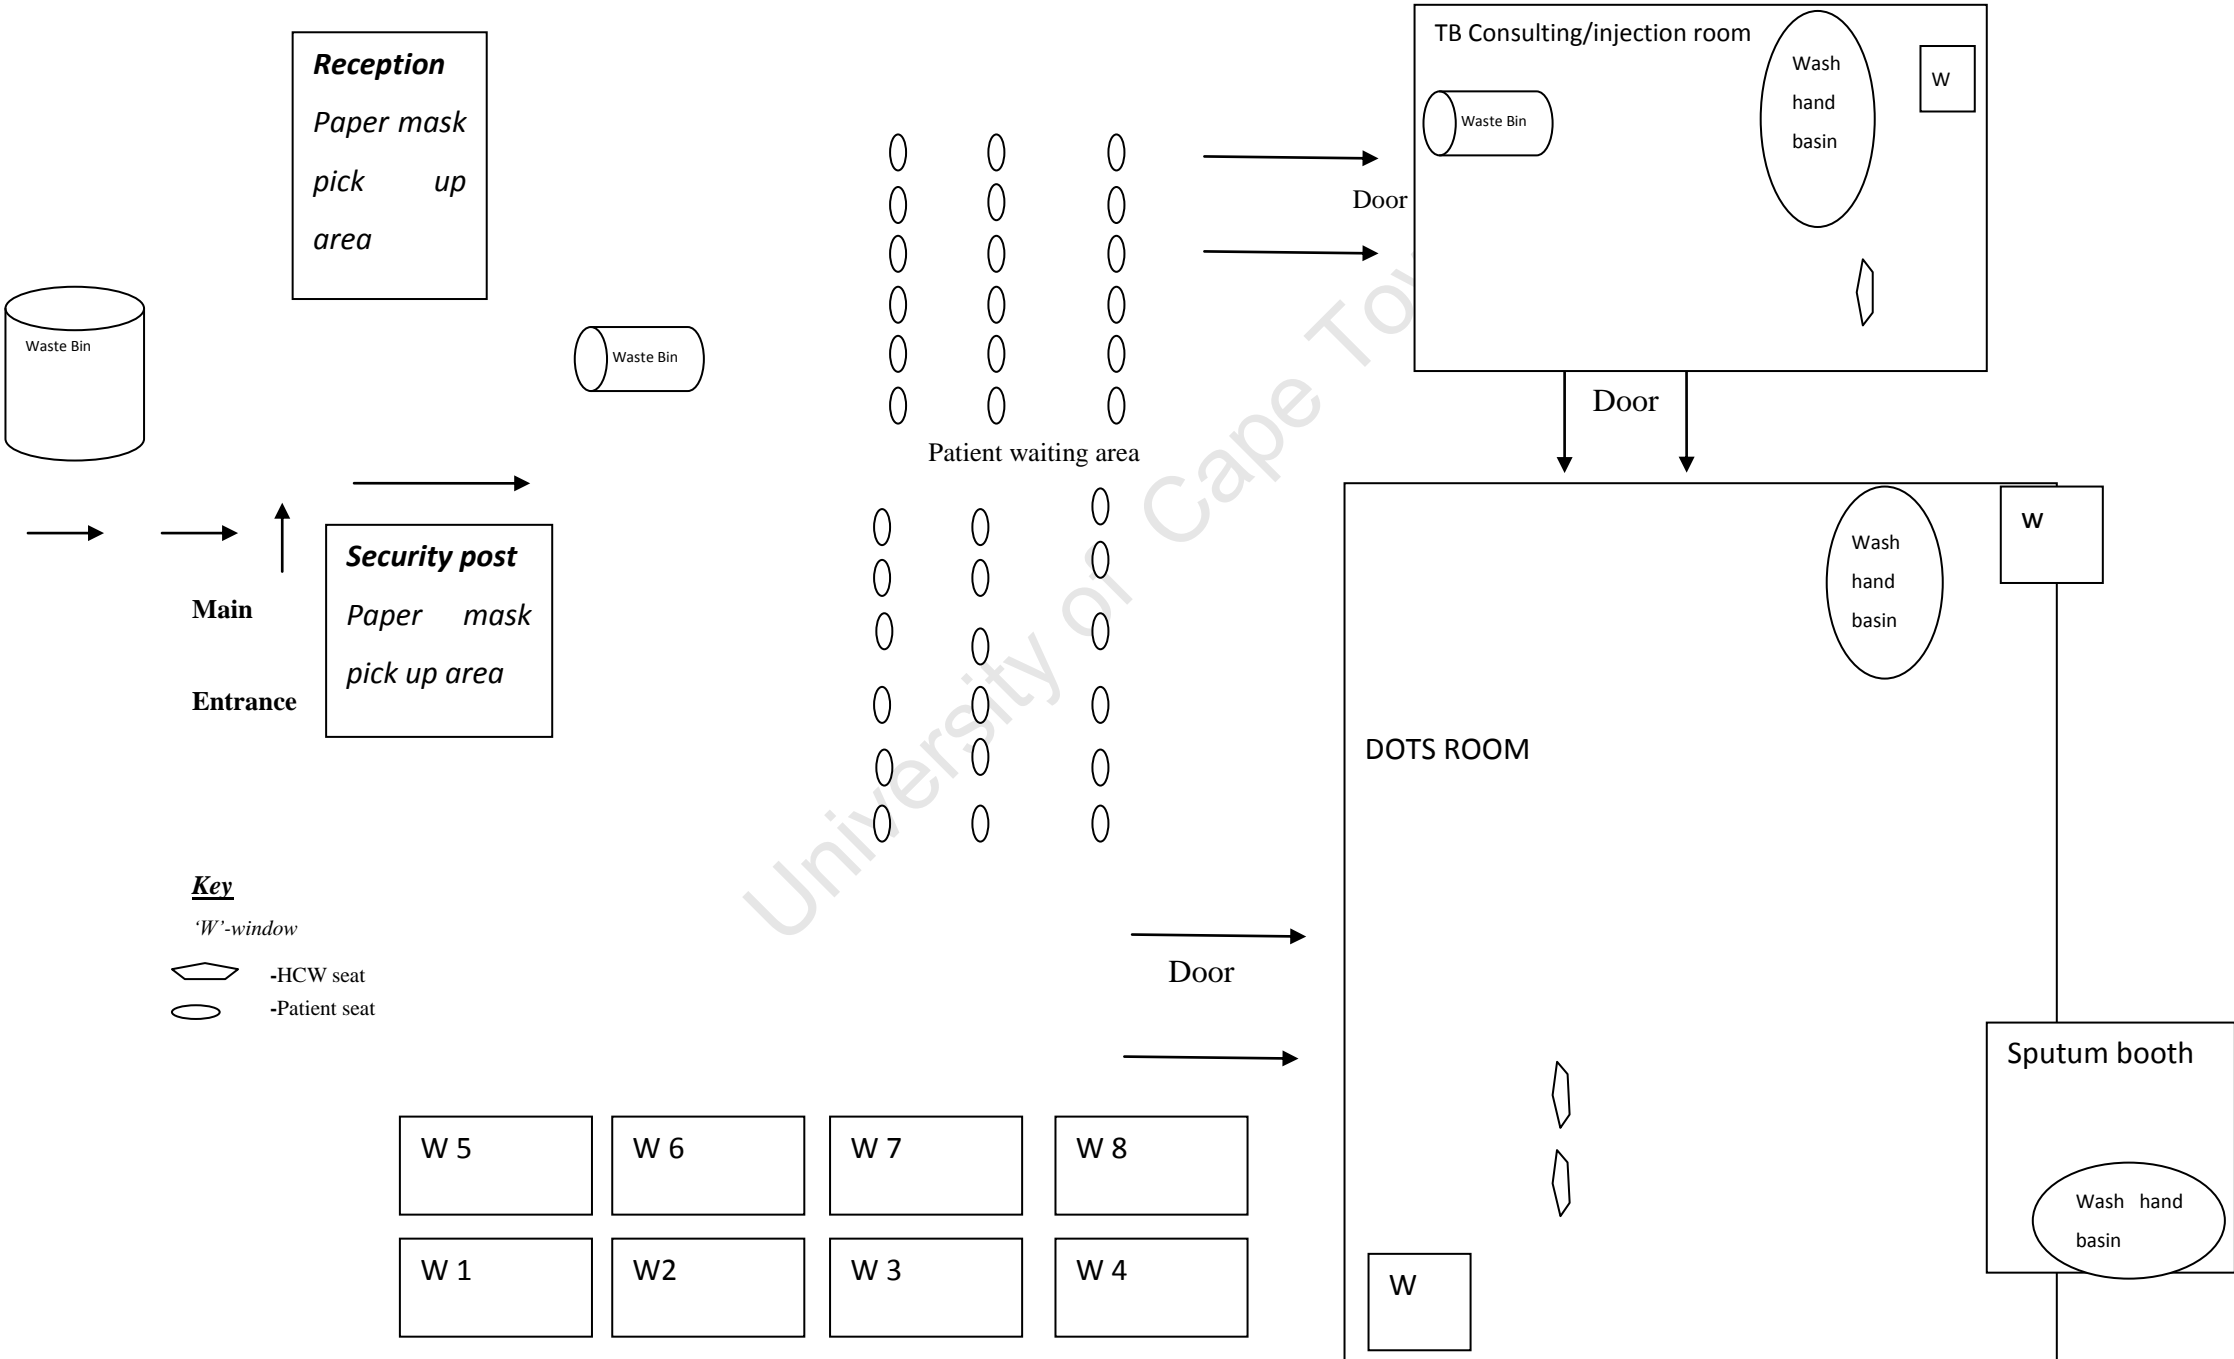 Reception
Paper mask
pick up
area
Waste Bin
Waste Bin
Main
Entrance
Security post
Paper mask
pick up area
Patient waiting area
Door
TB Consulting/injection room
Waste Bin
Wash
hand
basin
W
Door
DOTS ROOM
Wash
hand
basin
W
Door
Sputum booth
Wash hand
basin
W
Key
‘W’-window
-HCW seat
-Patient seat
W 5
W 6
W 7
W 8
W 1
W2
W 3
W 4
University of Cape Tow